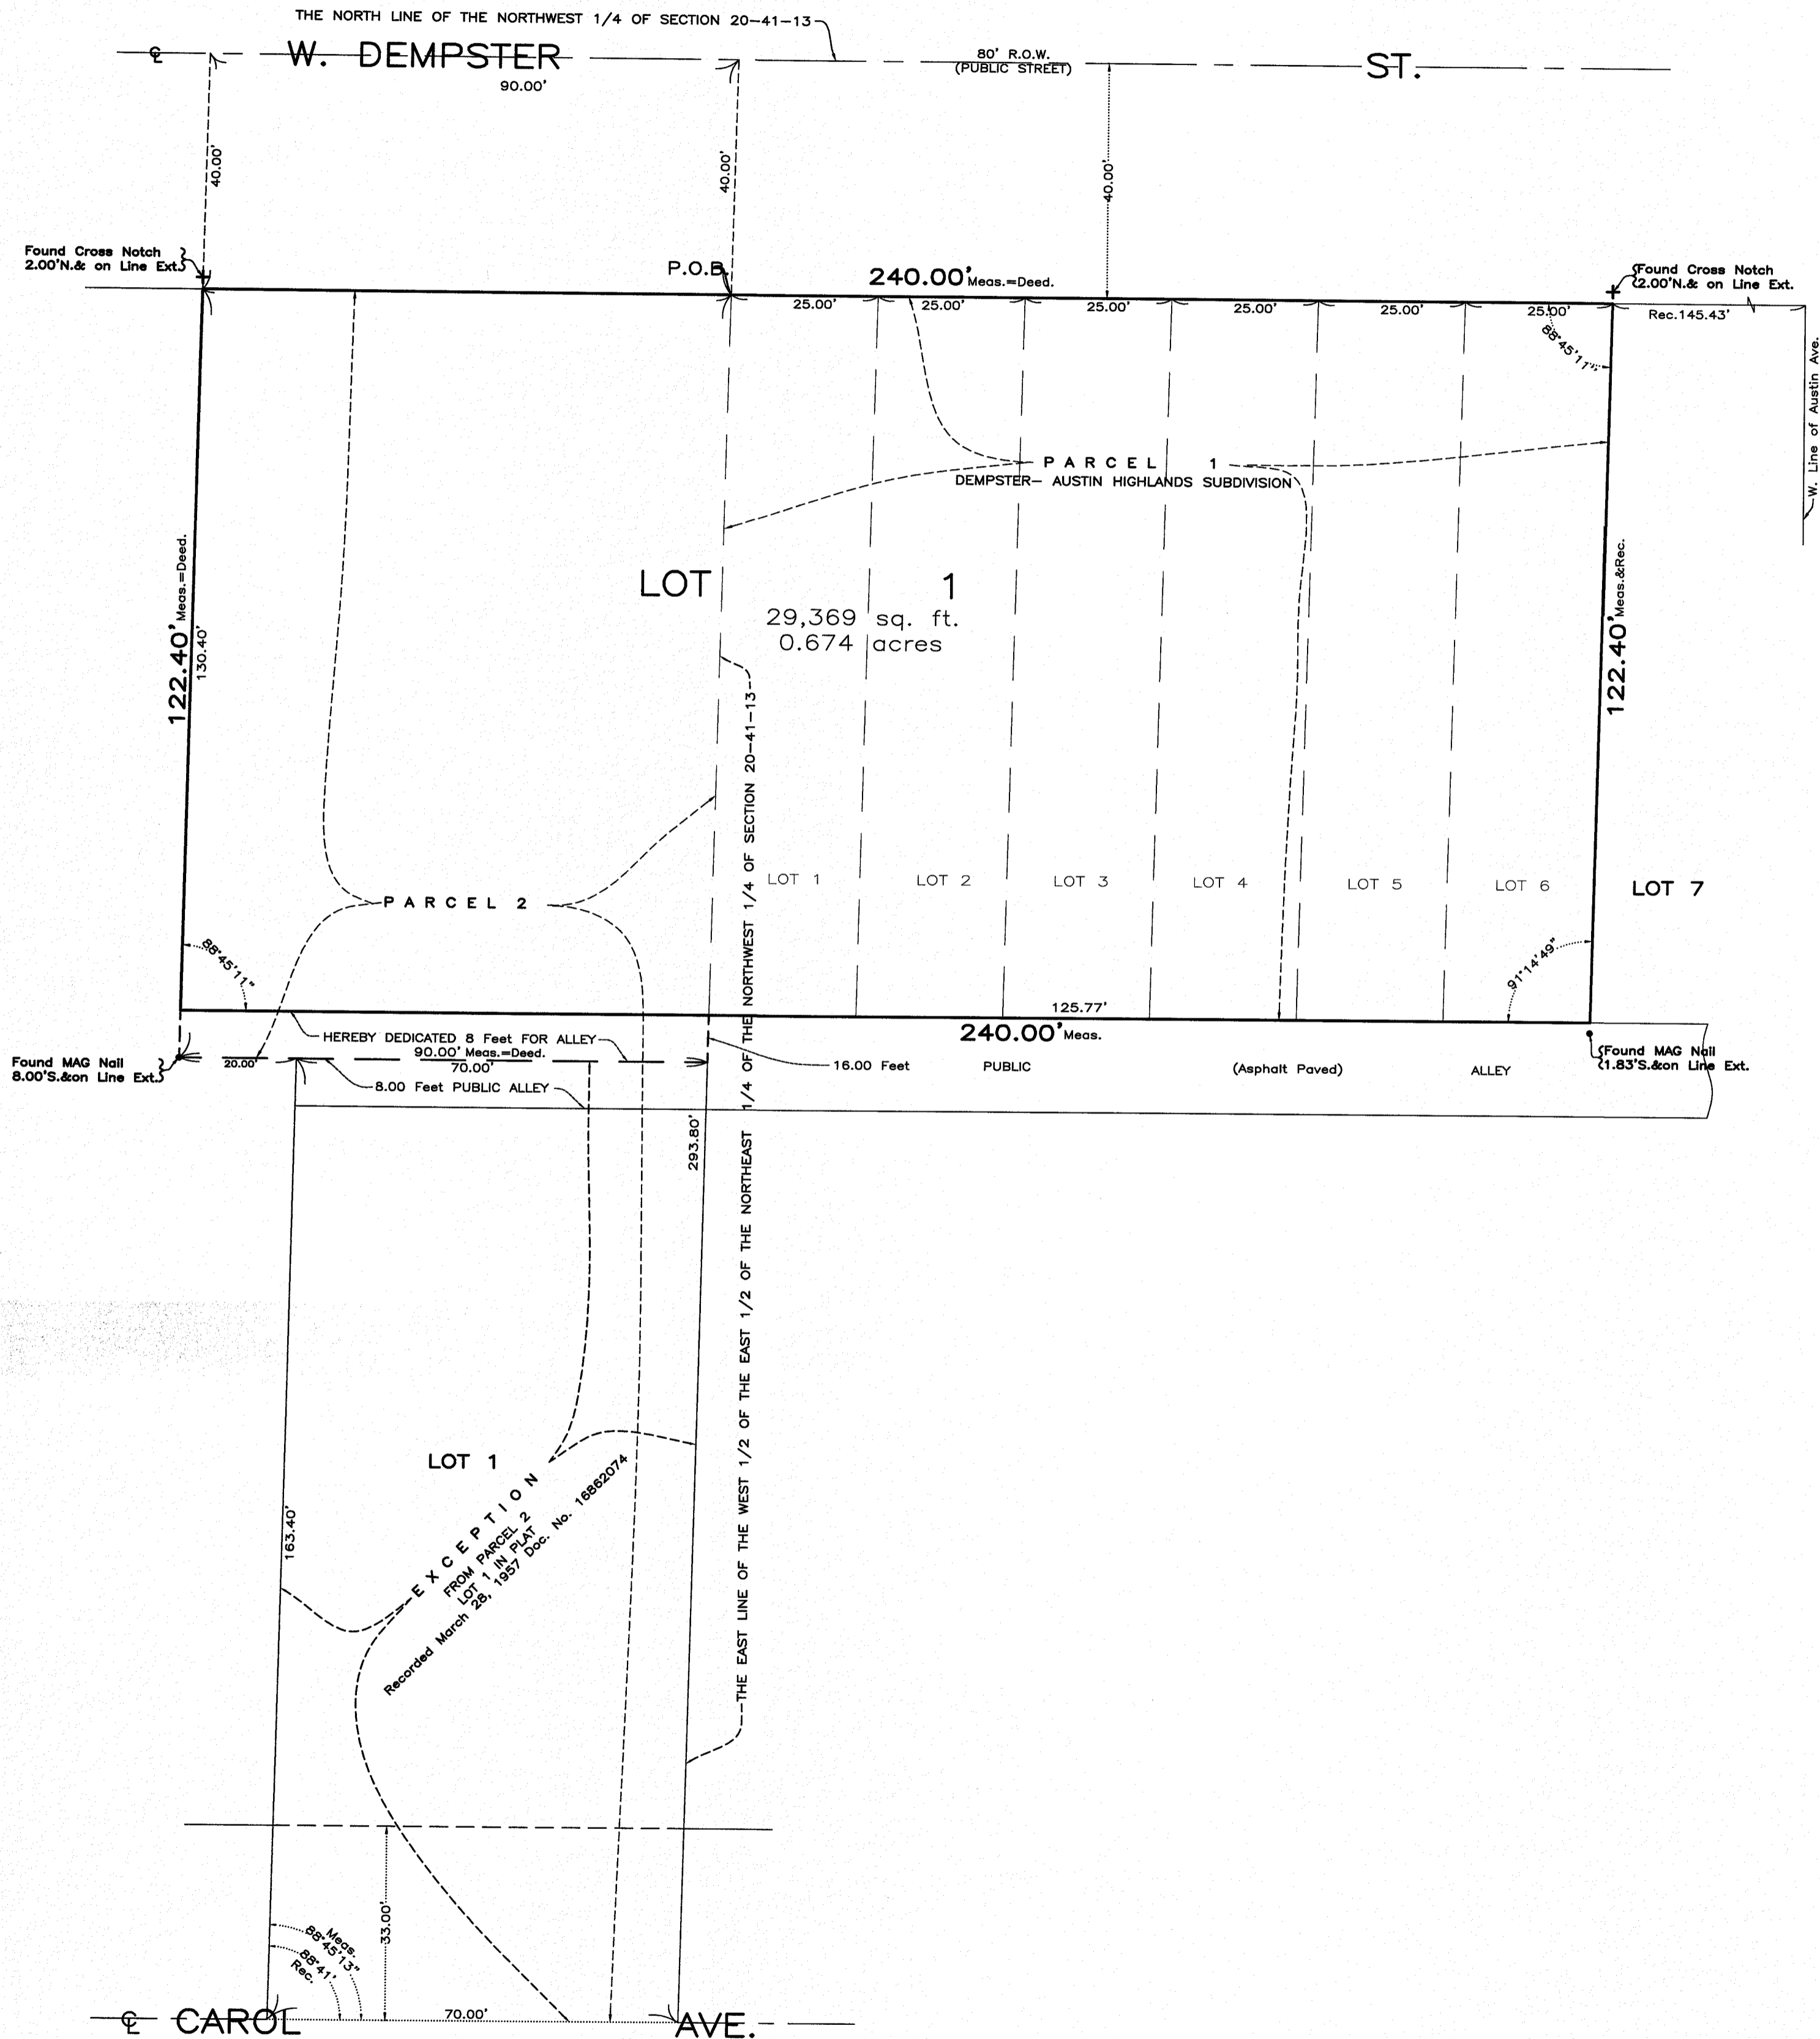 THE NORTH LINE OF THE NORTHWEST 1/4 OF SECTION 20-41-13
℄ W. DEMPSTER ST.
80' R.O.W.
(PUBLIC STREET)
90.00'
40.00'
40.00'
40.00'
Found Cross Notch
2.00'N.& on Line Ext.
P.O.B.
240.00' Meas.=Deed.
Found Cross Notch
2.00'N.& on Line Ext.
25.00' 25.00' 25.00' 25.00' 25.00' 25.00'
Rec.145.43'
88°45'11"
W. Line of Austin Ave.
PARCEL 1
DEMPSTER– AUSTIN HIGHLANDS SUBDIVISION
122.40' Meas.=Deed.
130.40'
LOT 1
29,369 sq. ft.
0.674 acres
122.40' Meas.&Rec.
LOT 1 LOT 2 LOT 3 LOT 4 LOT 5 LOT 6 LOT 7
PARCEL 2
88°45'11"
91°14'49"
125.77'
240.00' Meas.
HEREBY DEDICATED 8 Feet FOR ALLEY
90.00' Meas.=Deed.
20.00'
70.00'
8.00 Feet PUBLIC ALLEY
Found MAG Nail
8.00'S.&on Line Ext.
16.00 Feet PUBLIC (Asphalt Paved) ALLEY
Found MAG Nail
1.83'S.&on Line Ext.
293.80'
THE EAST LINE OF THE WEST 1/2 OF THE EAST 1/2 OF THE NORTHEAST 1/4 OF THE NORTHWEST 1/4 OF SECTION 20-41-13
LOT 1
163.40'
EXCEPTION
FROM PARCEL 2
LOT 1 IN PLAT
Recorded March 28, 1957 Doc. No. 16862074
33.00'
Meas.
88°45'13"
88°41'
Rec.
70.00'
℄ CAROL AVE.